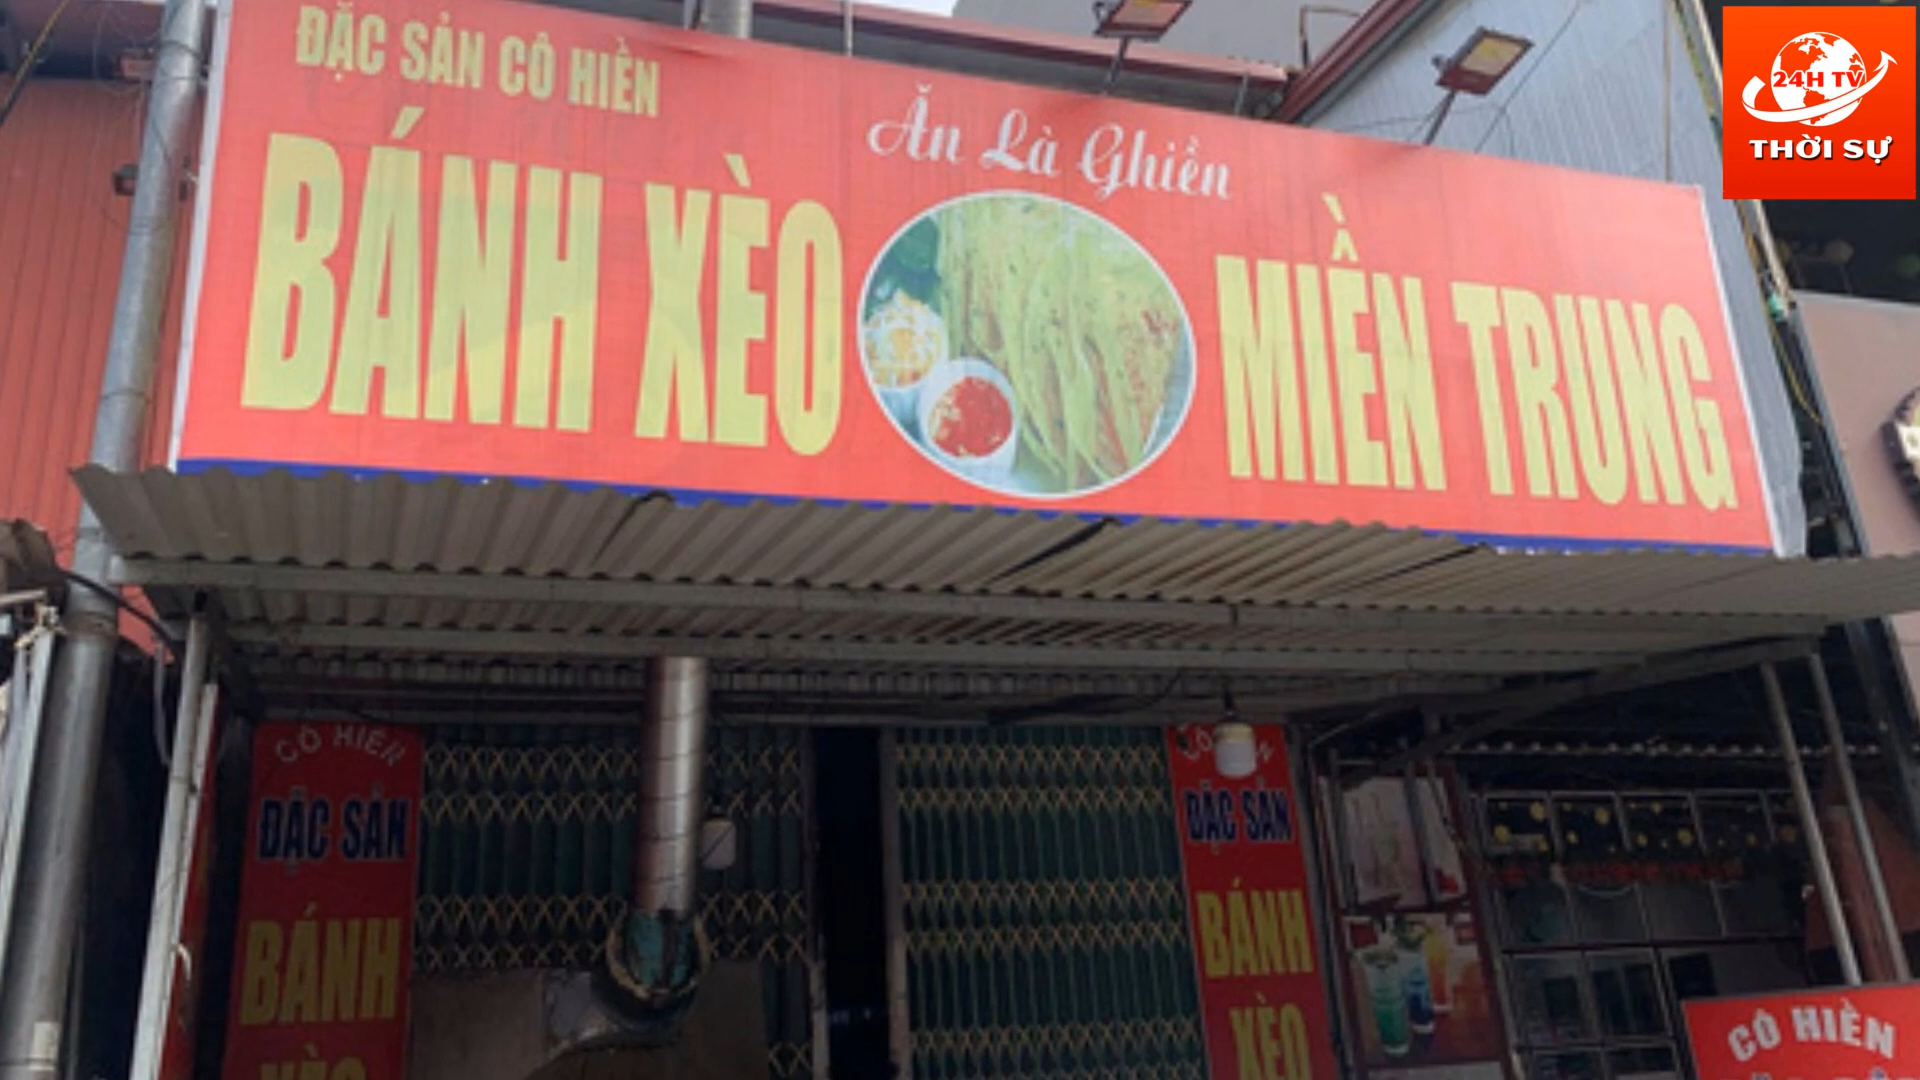 ĐẶC SẢN CÔ HIỀN
Ăn Là Ghiền
BÁNH XÈO MIỀN TRUNG
24H TV
THỜI SỰ
CÔ HIỀN
ĐẶC SẢN
BÁNH
XÈO
ĐẶC SẢN
BÁNH
XÈO
CÔ HIỀN